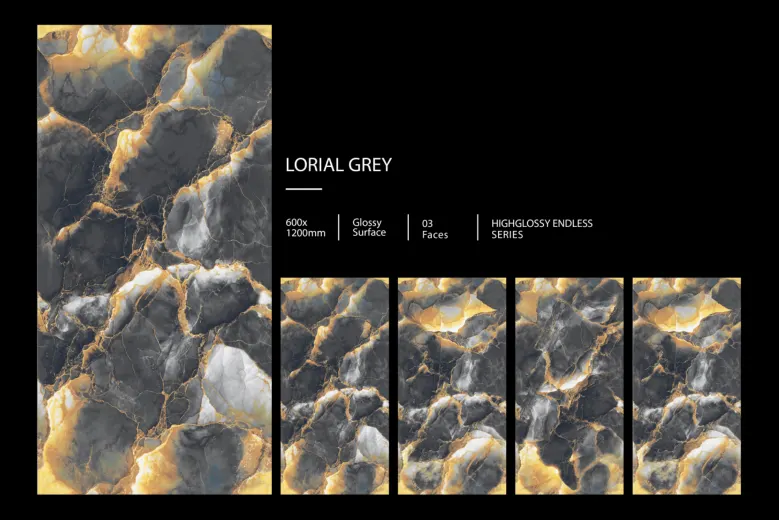 LORIAL GREY
600x
1200mm
Glossy
Surface
03
Faces
HIGHGLOSSY ENDLESS
SERIES